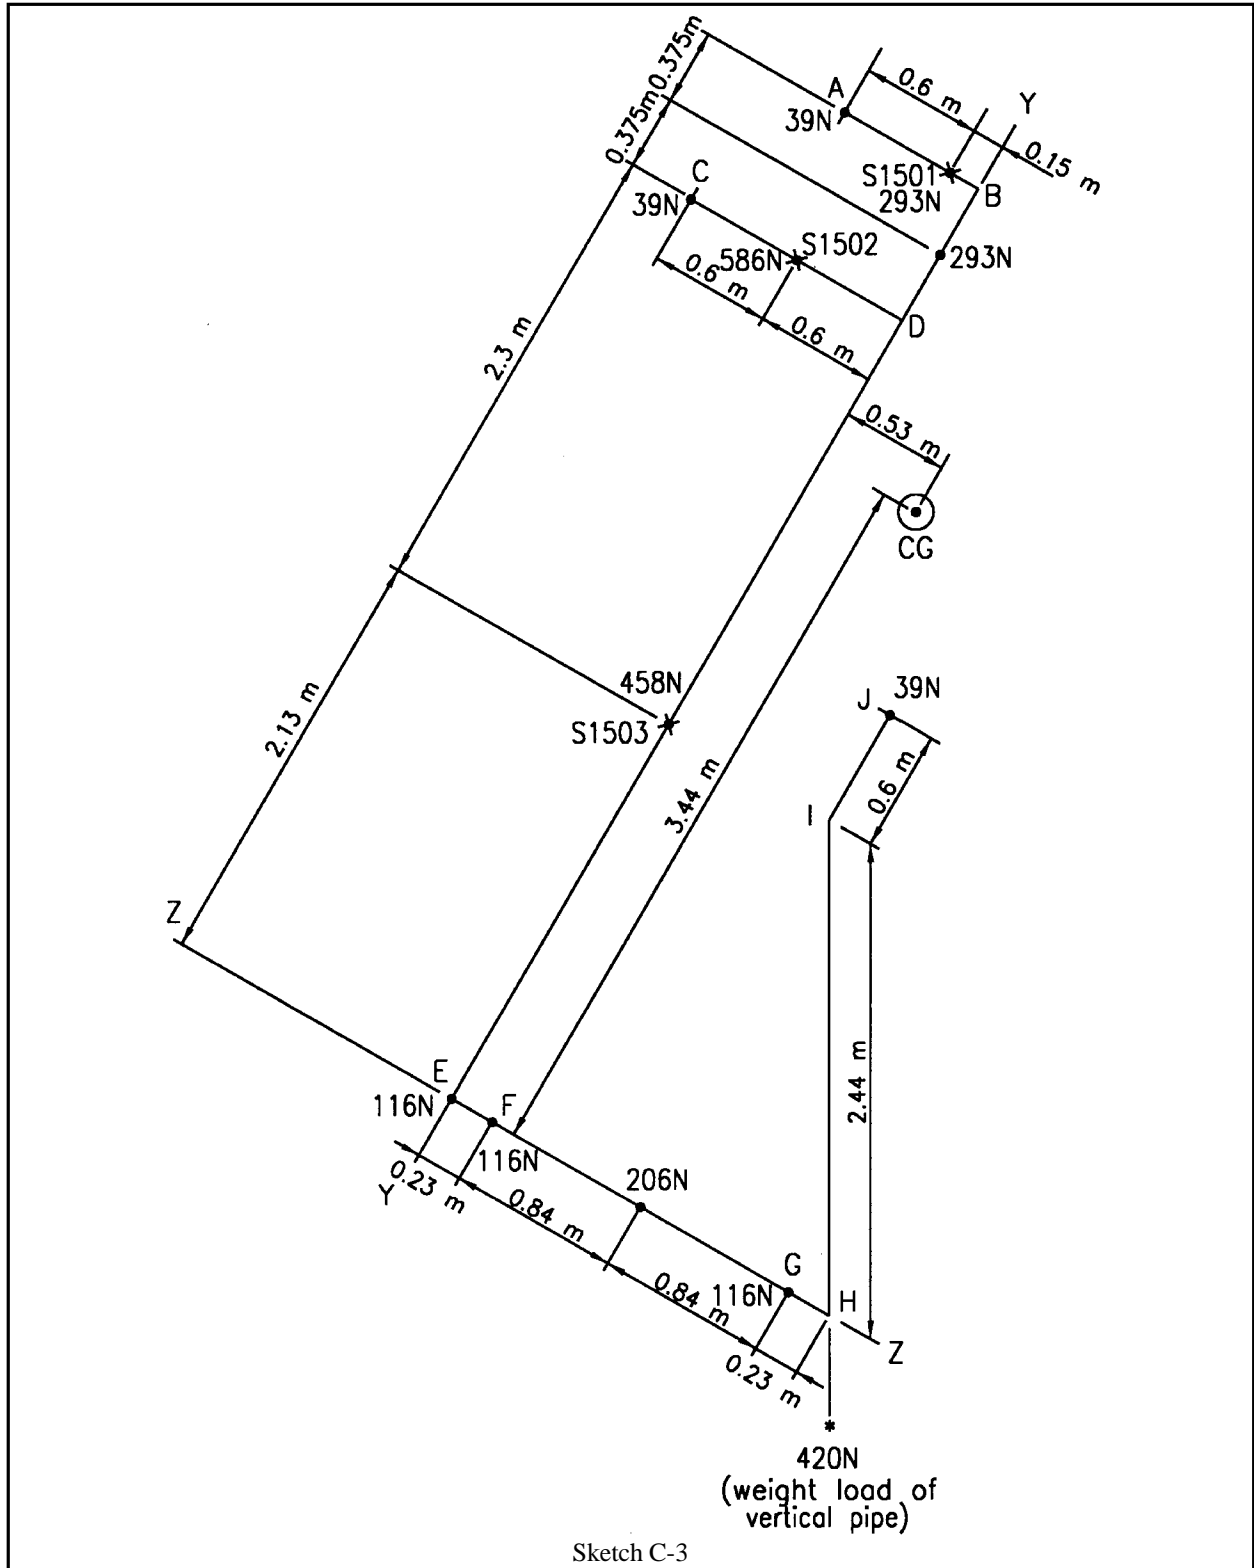 0.375m
0.6 m
A
Y
39N
0.15 m
0.375m
S1501
293N
B
C
39N
S1502
586N
293N
0.6 m
D
0.6 m
2.3 m
0.53 m
CG
458N
S1503
J
39N
2.13 m
3.44 m
0.6 m
I
Z
2.44 m
E
F
116N
116N
0.23 m
Y
206N
0.84 m
G
0.84 m
116N
H
Z
0.23 m
*
420N
(weight load of
vertical pipe)
Sketch C-3